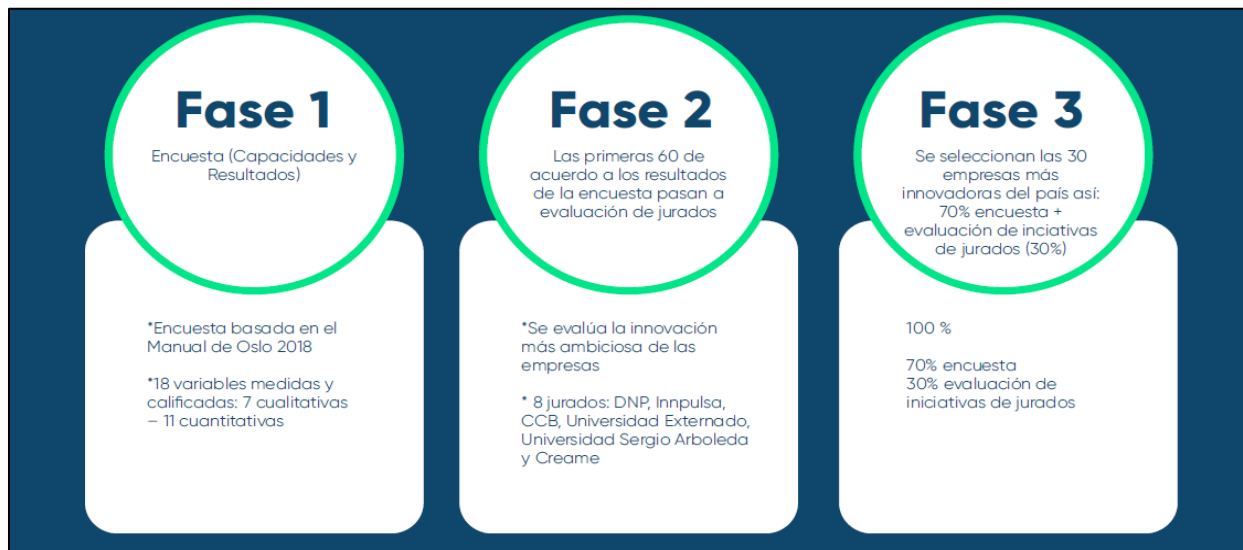 Fase 1
Encuesta (Capacidades y
Resultados)
*Encuesta basada en el
Manual de Oslo 2018
*18 variables medidas y
calificadas: 7 cualitativas
– 11 cuantitativas
Fase 2
Las primeras 60 de
acuerdo a los resultados
de la encuesta pasan a
evaluación de jurados
*Se evalúa la innovación
más ambiciosa de las
empresas
* 8 jurados: DNP, Innpulsa,
CCB, Universidad Externado,
Universidad Sergio Arboleda
y Creame
Fase 3
Se seleccionan las 30
empresas más
innovadoras del país así:
70% encuesta +
evaluación de inciativas
de jurados (30%)
100 %
70% encuesta
30% evaluación de
iniciativas de jurados